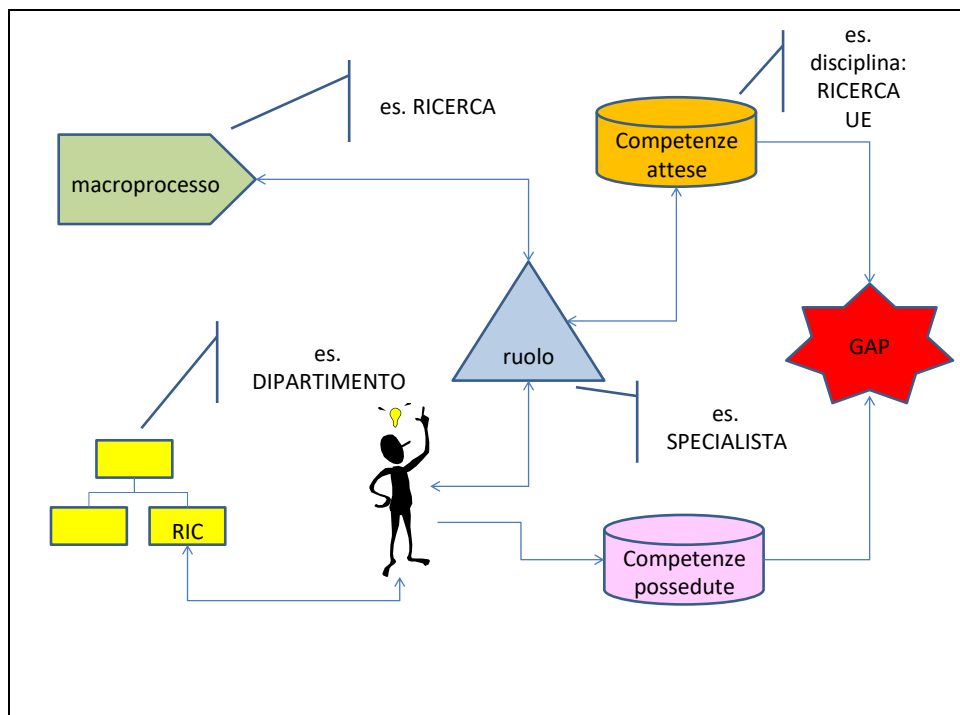 es.
disciplina:
RICERCA
UE
es. RICERCA
Competenze
attese
macroprocesso
ruolo
GAP
es.
DIPARTIMENTO
es.
SPECIALISTA
RIC
Competenze
possedute